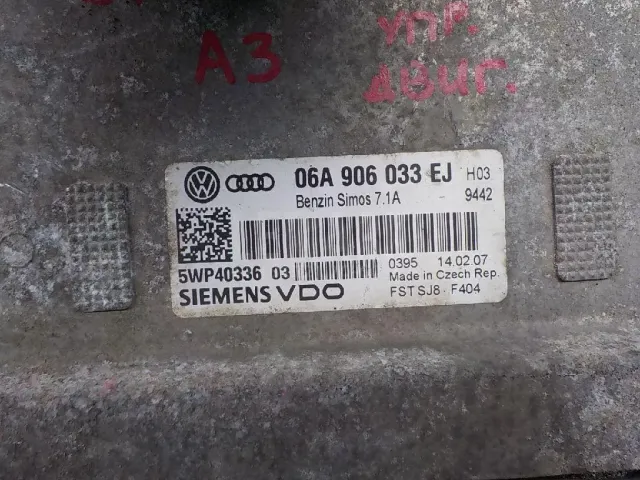 A3
УПР.
ДВИГ.
06A 906 033 EJ H03
Benzin Simos 7.1A 9442
5WP40336 03
0395 14.02.07
Made in Czech Rep.
SIEMENS VDO
FST SJ8 · F404